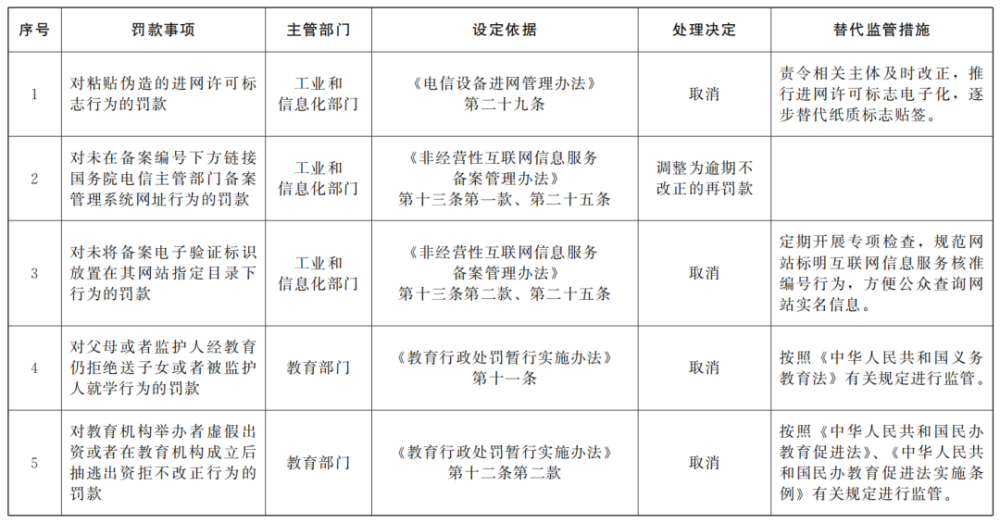 序号
罚款事项
主管部门
设定依据
处理决定
替代监管措施
1
对粘贴伪造的进网许可标
志行为的罚款
工业和
信息化部门
《电信设备进网管理办法》
第二十九条
取消
责令相关主体及时改正，推
行进网许可标志电子化，逐
步替代纸质标志贴签。
2
对未在备案编号下方链接
国务院电信主管部门备案
管理系统网址行为的罚款
工业和
信息化部门
《非经营性互联网信息服务
备案管理办法》
第十三条第一款、第二十五条
调整为逾期不
改正的再罚款
3
对未将备案电子验证标识
放置在其网站指定目录下
行为的罚款
工业和
信息化部门
《非经营性互联网信息服务
备案管理办法》
第十三条第二款、第二十五条
取消
定期开展专项检查，规范网
站标明互联网信息服务核准
编号行为，方便公众查询网
站实名信息。
4
对父母或者监护人经教育
仍拒绝送子女或者被监护
人就学行为的罚款
教育部门
《教育行政处罚暂行实施办法》
第十一条
取消
按照《中华人民共和国义务
教育法》有关规定进行监管。
5
对教育机构举办者虚假出
资或者在教育机构成立后
抽逃出资拒不改正行为的
罚款
教育部门
《教育行政处罚暂行实施办法》
第十二条第二款
取消
按照《中华人民共和国民办
教育促进法》、《中华人民共
和国民办教育促进法实施条
例》有关规定进行监管。